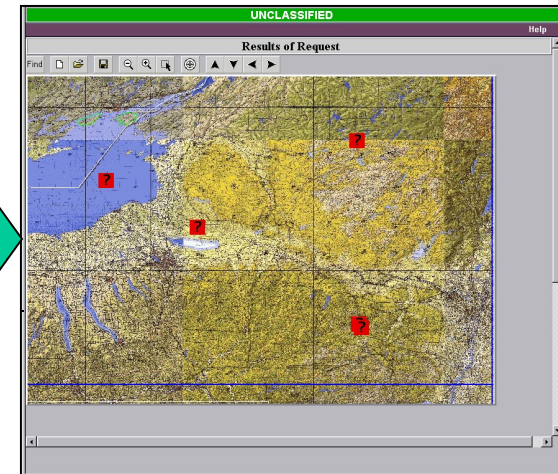 UNCLASSIFIED
Help
Results of Request
Find
?
?
?
?